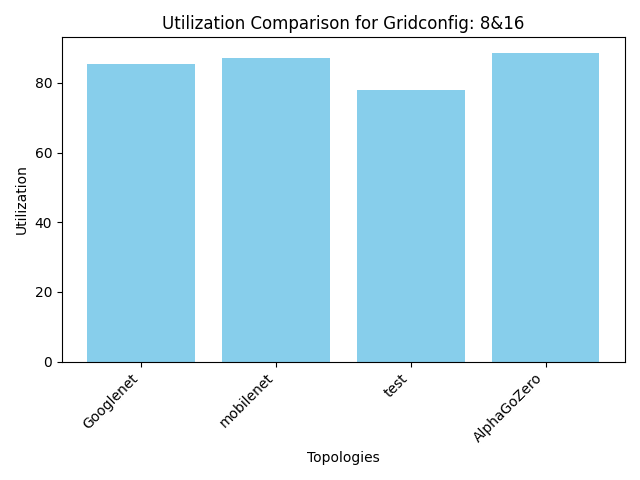 Utilization Comparison for Gridconfig: 8&16
80
60
40
20
0
Utilization
Googlenet
mobilenet
test
AlphaGoZero
Topologies